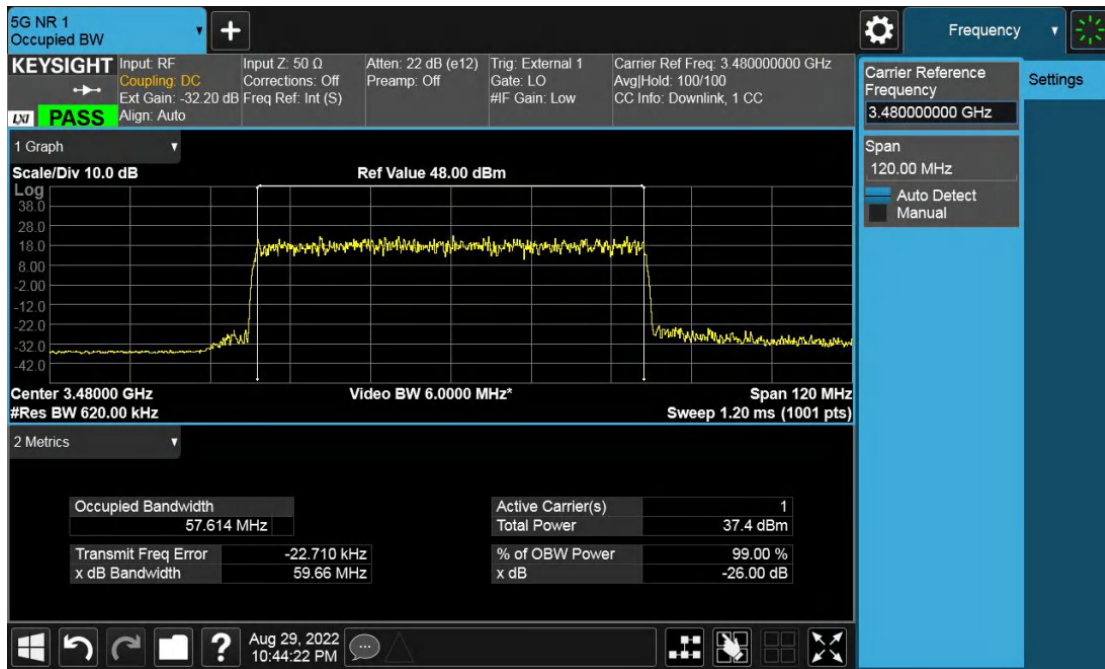 5G NR 1
Occupied BW
+
Frequency
KEYSIGHT
LXI
PASS
Input: RF
Coupling: DC
Ext Gain: -32.20 dB
Align: Auto
Input Z: 50 Ω
Corrections: Off
Freq Ref: Int (S)
Atten: 22 dB (e12)
Preamp: Off
Trig: External 1
Gate: LO
#IF Gain: Low
Carrier Ref Freq: 3.480000000 GHz
Avg|Hold: 100/100
CC Info: Downlink, 1 CC
Carrier Reference
Frequency
3.480000000 GHz
Settings
Span
120.00 MHz
Auto Detect
Manual
1 Graph
Scale/Div 10.0 dB
Ref Value 48.00 dBm
Log
38.0
28.0
18.0
8.00
-2.00
-12.0
-22.0
-32.0
-42.0
Center 3.48000 GHz
#Res BW 620.00 kHz
Video BW 6.0000 MHz*
Span 120 MHz
Sweep 1.20 ms (1001 pts)
2 Metrics
Occupied Bandwidth
57.614 MHz
Transmit Freq Error -22.710 kHz
x dB Bandwidth 59.66 MHz
Active Carrier(s) 1
Total Power 37.4 dBm
% of OBW Power 99.00 %
x dB -26.00 dB
?
Aug 29, 2022
10:44:22 PM